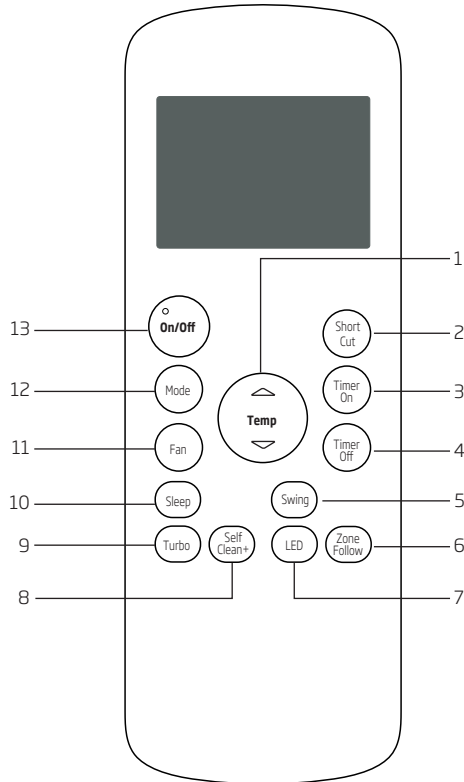 1
13
On/Off
Short
Cut
2
12
Mode
Timer
On
3
Temp
11
Fan
Timer
Off
4
10
Sleep
Swing
5
9
Turbo
Self
Clean+
LED
Zone
Follow
6
8
7